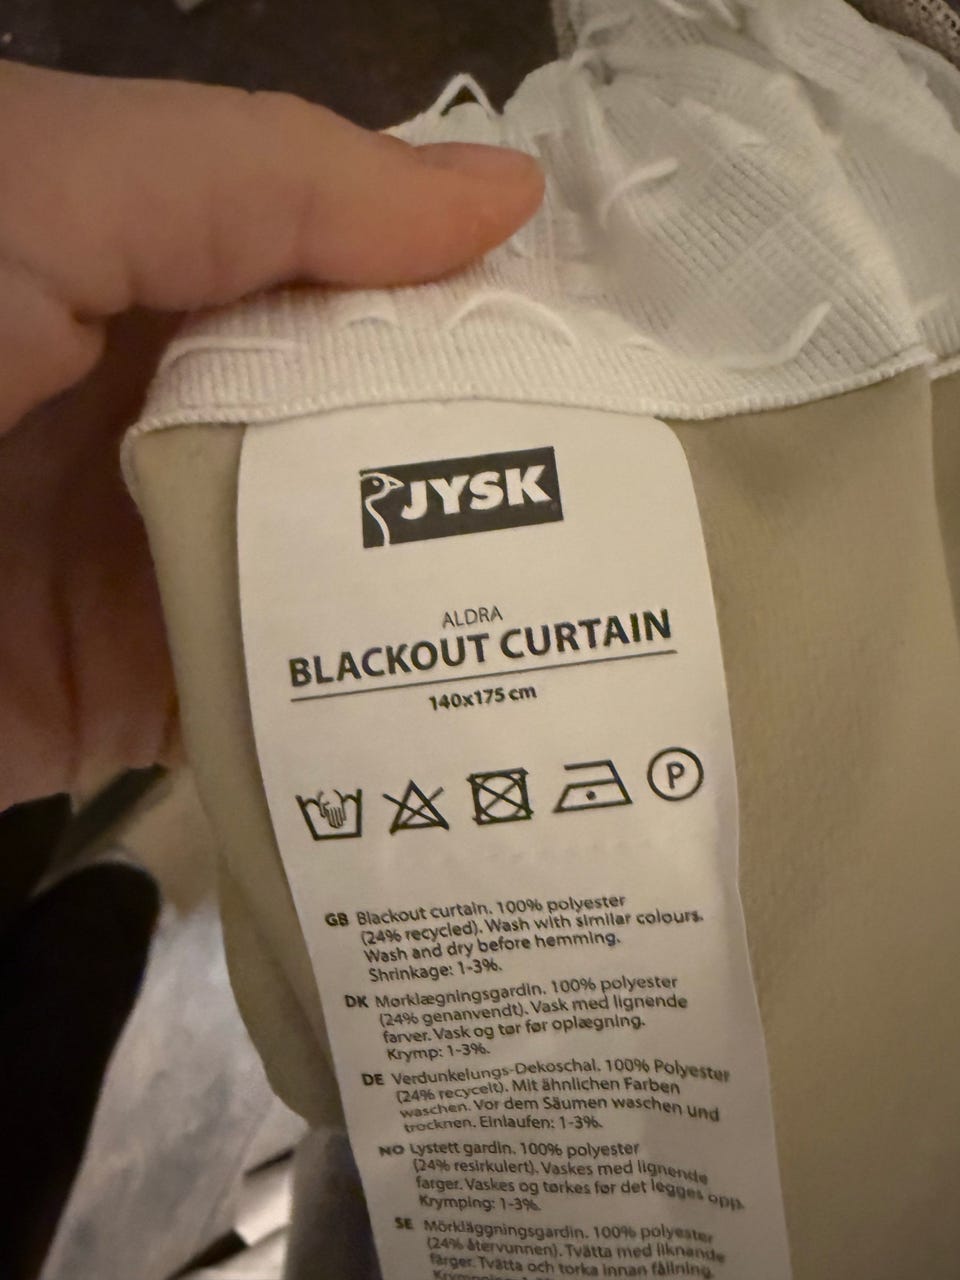 JYSK
ALDRA
BLACKOUT CURTAIN
140x175 cm
P
GB Blackout curtain. 100% polyester
(24% recycled). Wash with similar colours.
Wash and dry before hemming.
Shrinkage: 1-3%.
DK Mørklægningsgardin. 100% polyester
(24% genanvendt). Vask med lignende
farver. Vask og tør før oplægning.
Krymp: 1-3%.
DE Verdunkelungs-Dekoschal. 100% Polyester
(24% recycelt). Mit ähnlichen Farben
waschen. Vor dem Säumen waschen und
trocknen. Einlaufen: 1-3%.
NO Lystett gardin. 100% polyester
(24% resirkulert). Vaskes med lignende
farger. Vaskes og tørkes før det legges opp.
Krymping: 1-3%.
SE Mörkläggningsgardin. 100% polyester
(24% återvunnen). Tvätta med liknande
färger. Tvätta och torka innan fållning.